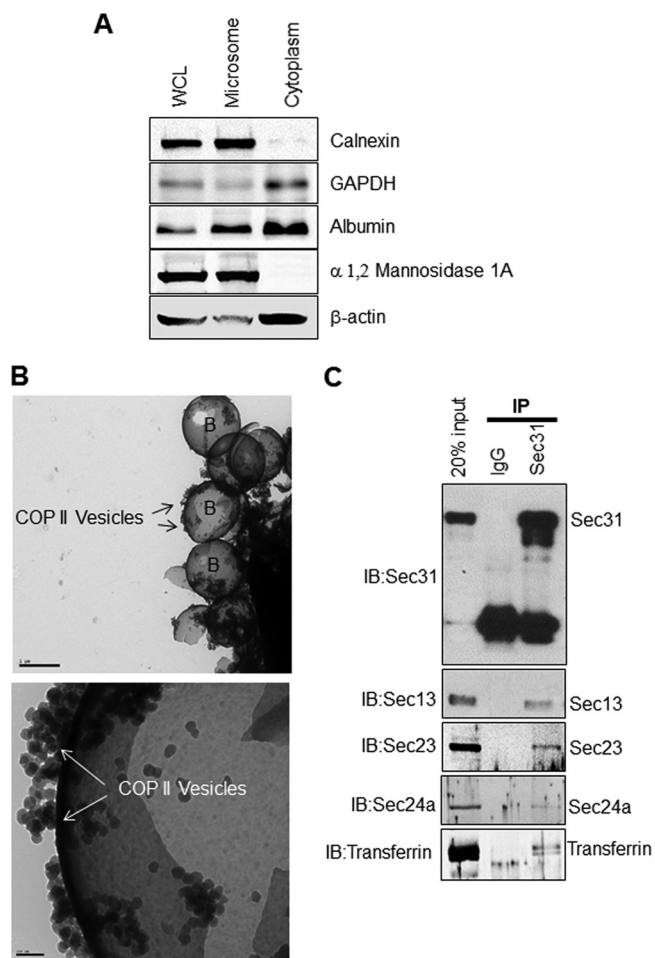 A
WCL
Microsome
Cytoplasm
Calnexin
GAPDH
Albumin
α 1,2 Mannosidase 1A
β-actin
B
B
COP II Vesicles
B
B
COP II Vesicles
C
IP
20% input
IgG
Sec31
Sec31
IB:Sec31
IB:Sec13
Sec13
IB:Sec23
Sec23
IB:Sec24a
Sec24a
IB:Transferrin
Transferrin